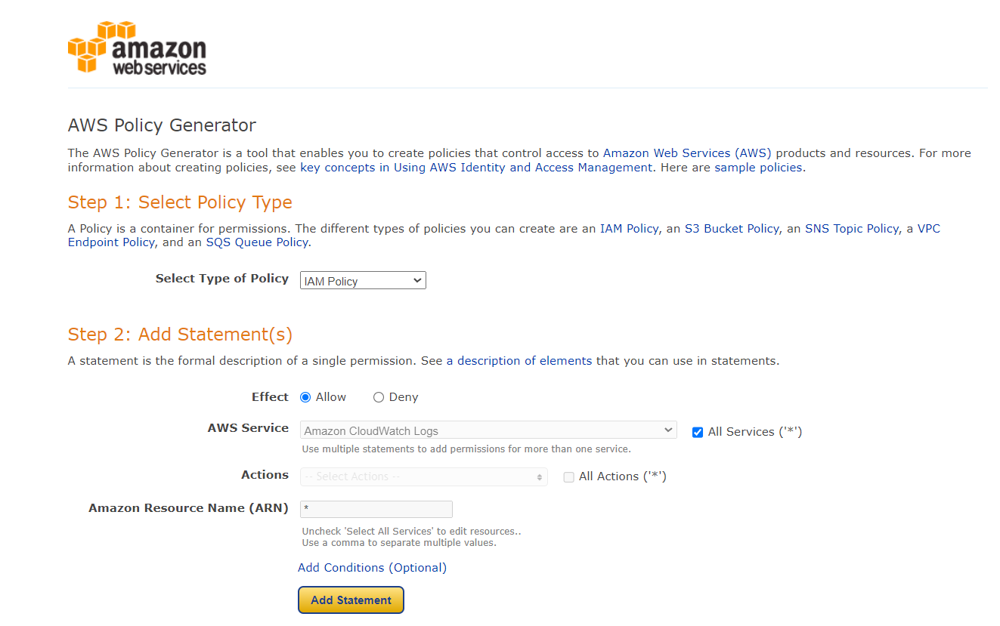 amazon
webservices
AWS Policy Generator
The AWS Policy Generator is a tool that enables you to create policies that control access to Amazon Web Services (AWS) products and resources. For more
information about creating policies, see key concepts in Using AWS Identity and Access Management. Here are sample policies.
Step 1: Select Policy Type
A Policy is a container for permissions. The different types of policies you can create are an IAM Policy, an S3 Bucket Policy, an SNS Topic Policy, a VPC
Endpoint Policy, and an SQS Queue Policy.
Select Type of Policy IAM Policy
Step 2: Add Statement(s)
A statement is the formal description of a single permission. See a description of elements that you can use in statements.
Effect Allow Deny
AWS Service Amazon CloudWatch Logs All Services ('*')
Use multiple statements to add permissions for more than one service.
Actions -- Select Actions -- All Actions ('*')
Amazon Resource Name (ARN) *
Uncheck 'Select All Services' to edit resources..
Use a comma to separate multiple values.
Add Conditions (Optional)
Add Statement